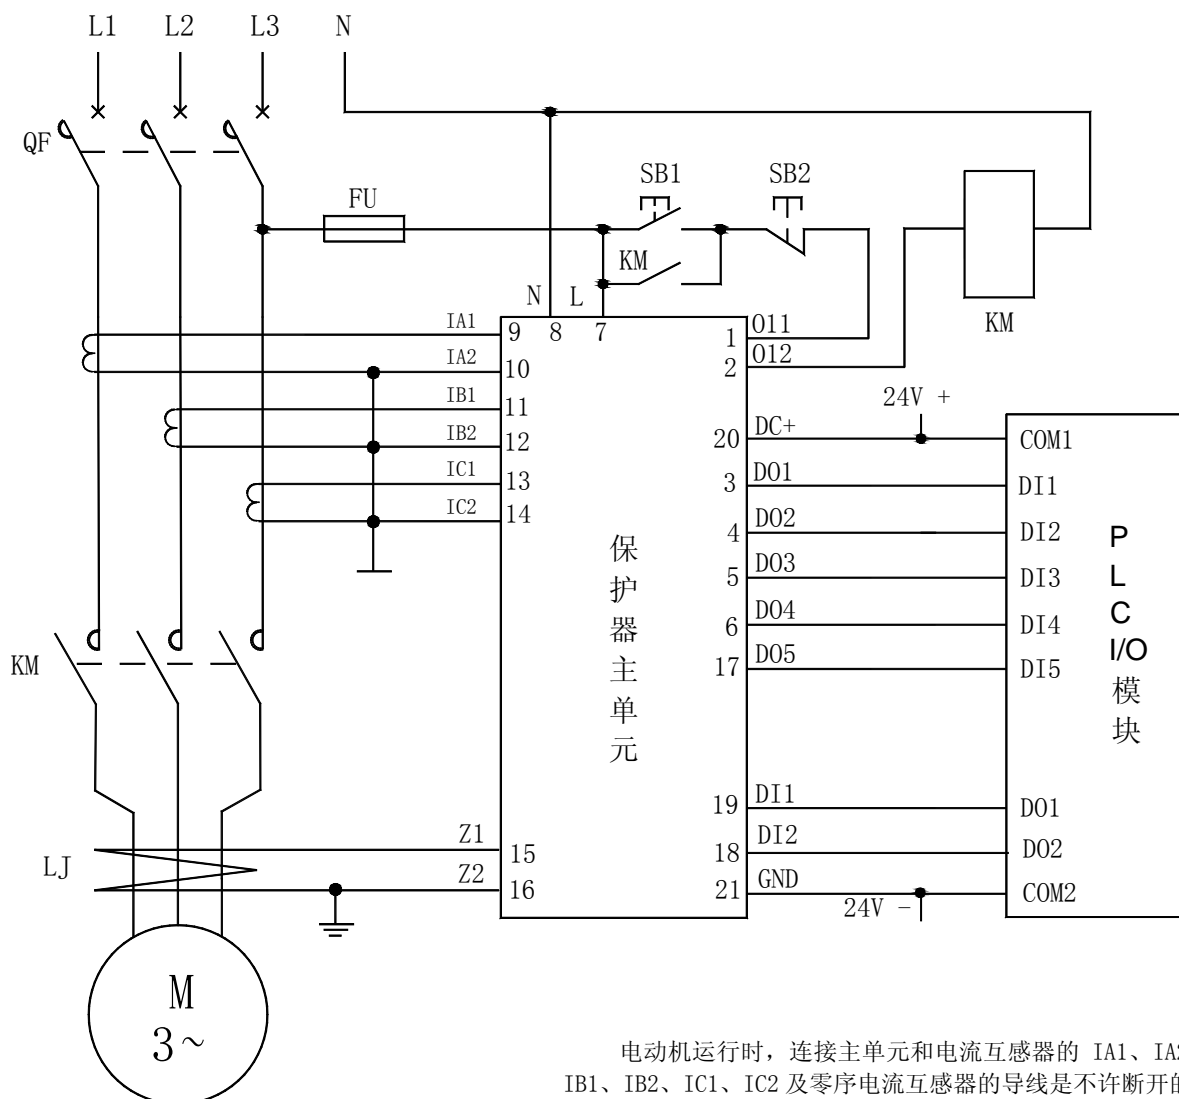 L1 L2 L3 N
QF
FU
SB1 SB2
KM
N L
KM
IA1 9 8 7 1 O11
IA2 10 2 O12
IB1 11
24V +
IB2 12 20 DC+ COM1
IC1 13 3 DO1 DI1
IC2 14
4 DO2 DI2
5 DO3 DI3
6 DO4 DI4
17 DO5 DI5
保护器主单元
PLC I/O 模块
KM
19 DI1 DO1
Z1 15 18 DI2 DO2
LJ
Z2 16 21 GND COM2
24V -
M
3~
电动机运行时，连接主单元和电流互感器的 IA1、IA2
IB1、IB2、IC1、IC2 及零序电流互感器的导线是不许断开的